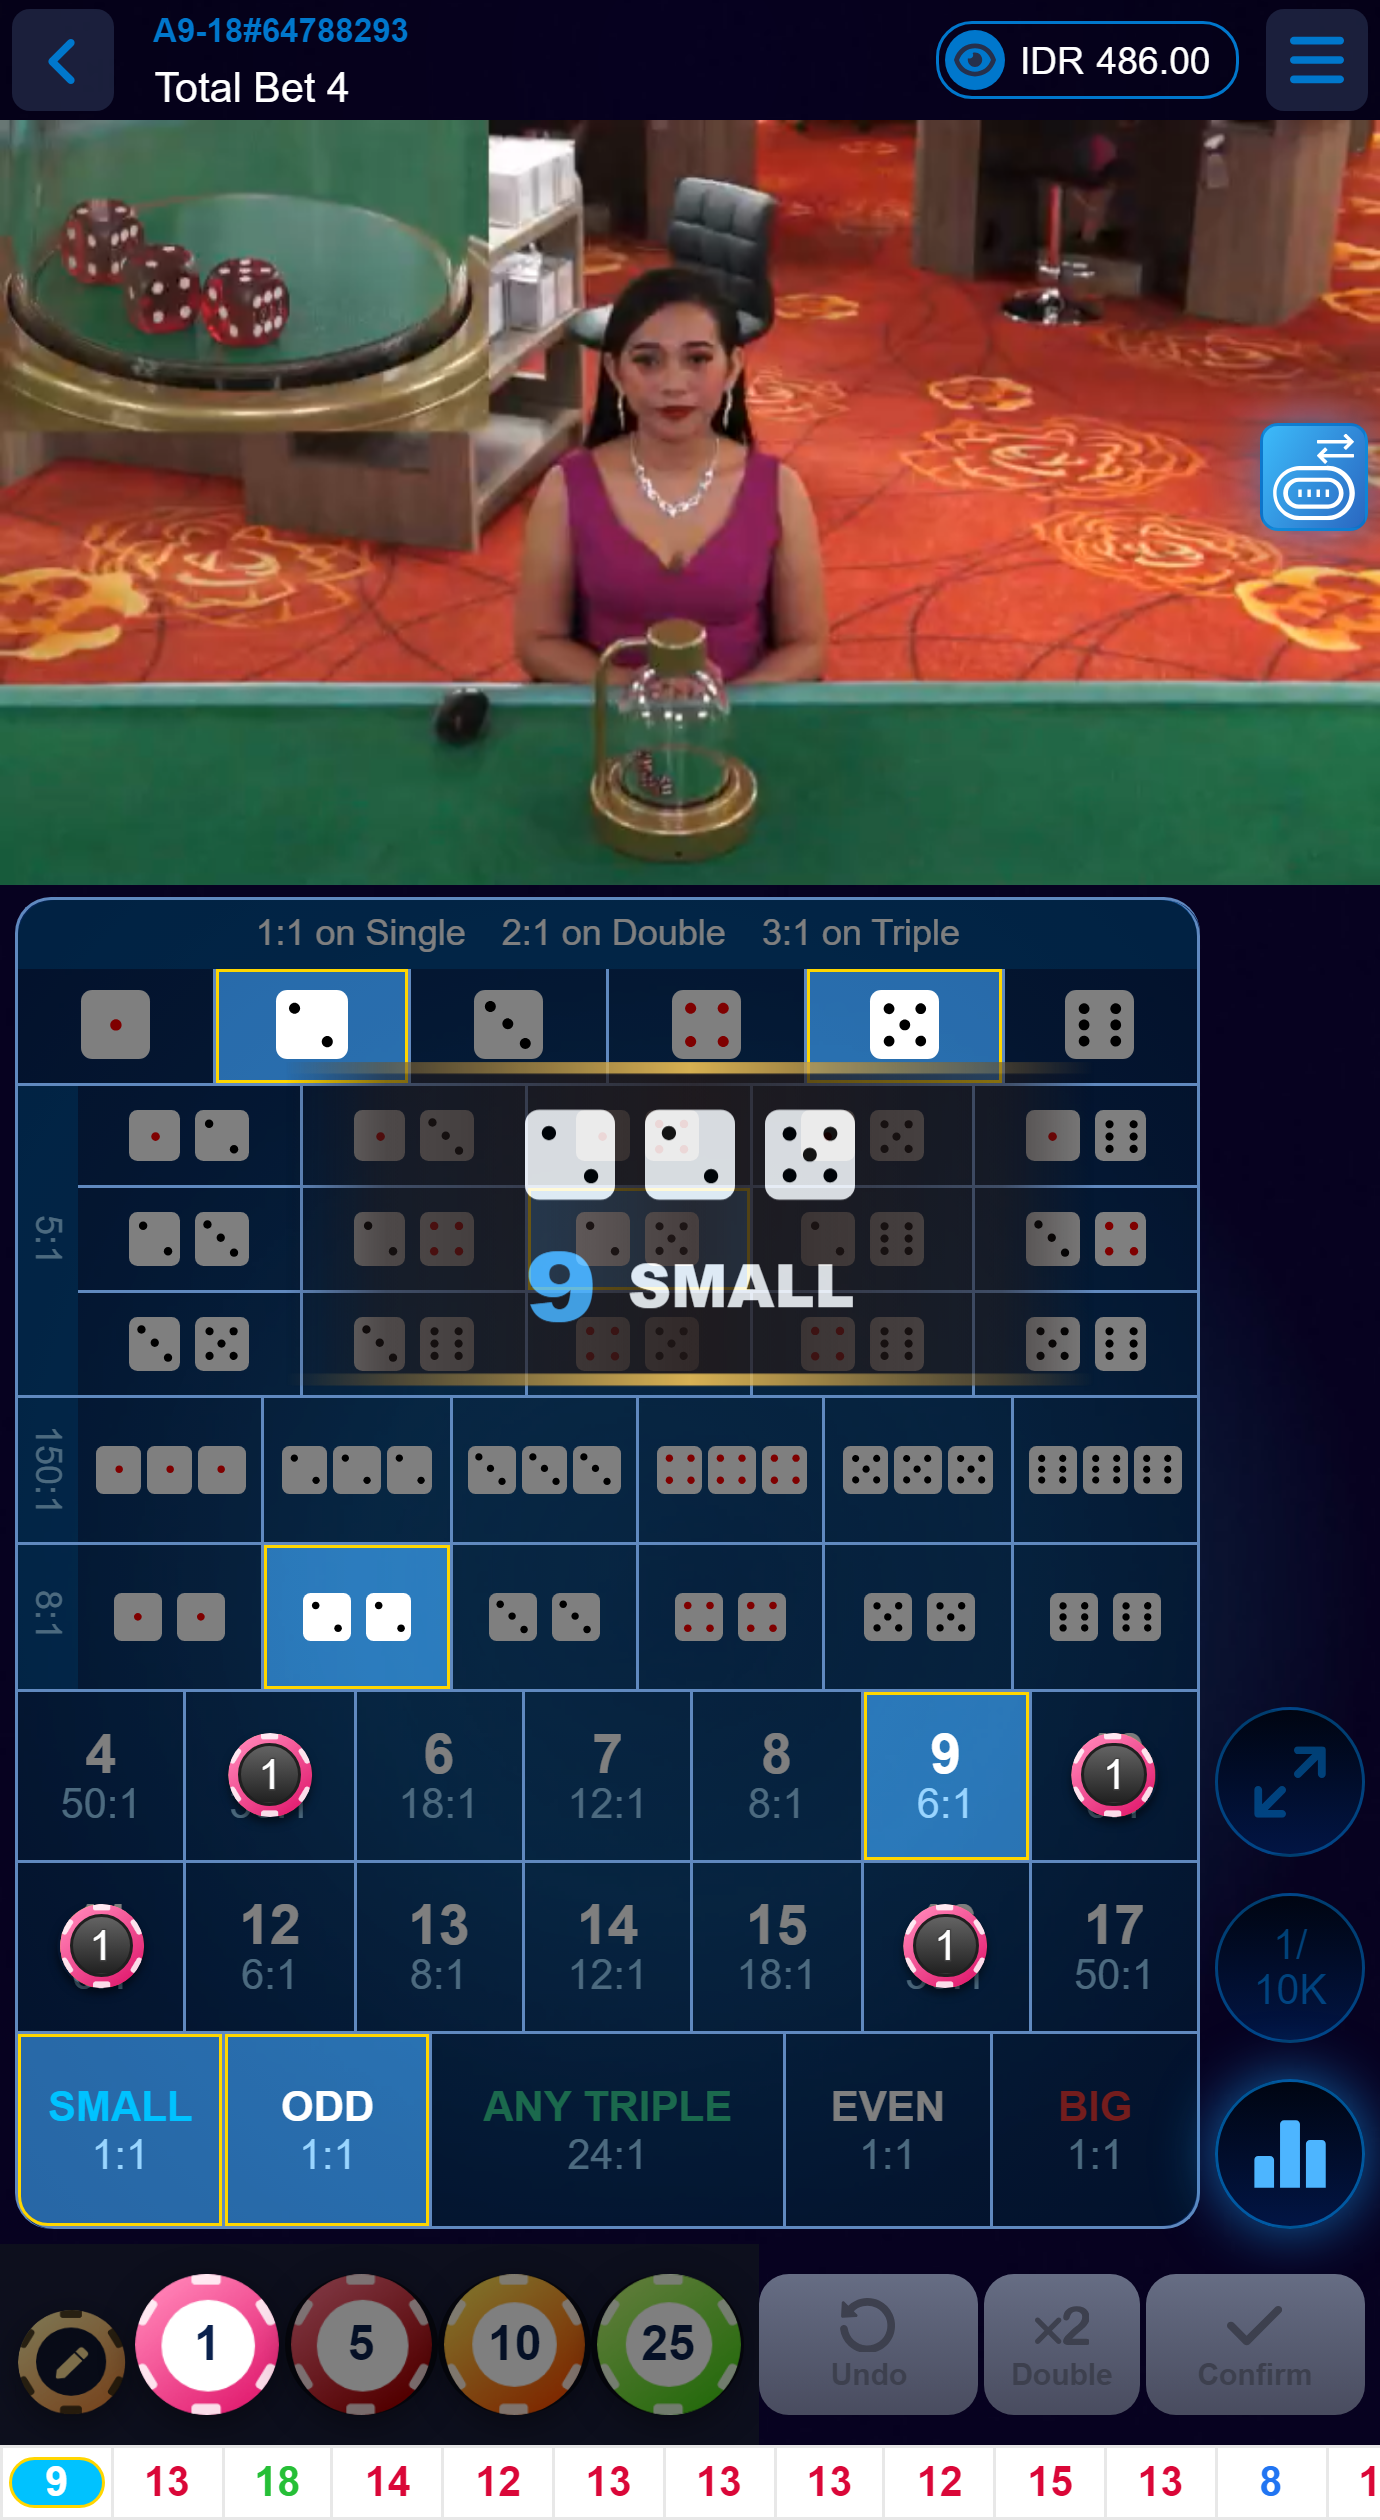 A9-18#64788293
Total Bet 4
IDR 486.00
1:1 on Single 2:1 on Double 3:1 on Triple
5:1
9 SMALL
150:1
8:1
4 6 7 8 9
50:1 18:1 12:1 8:1 6:1
1 1
1 12 13 14 15 1 17
6:1 8:1 12:1 18:1 50:1
1/
10K
SMALL ODD ANY TRIPLE EVEN BIG
1:1 1:1 24:1 1:1 1:1
1 5 10 25
x2
Undo Double Confirm
9 13 18 14 12 13 13 13 12 15 13 8